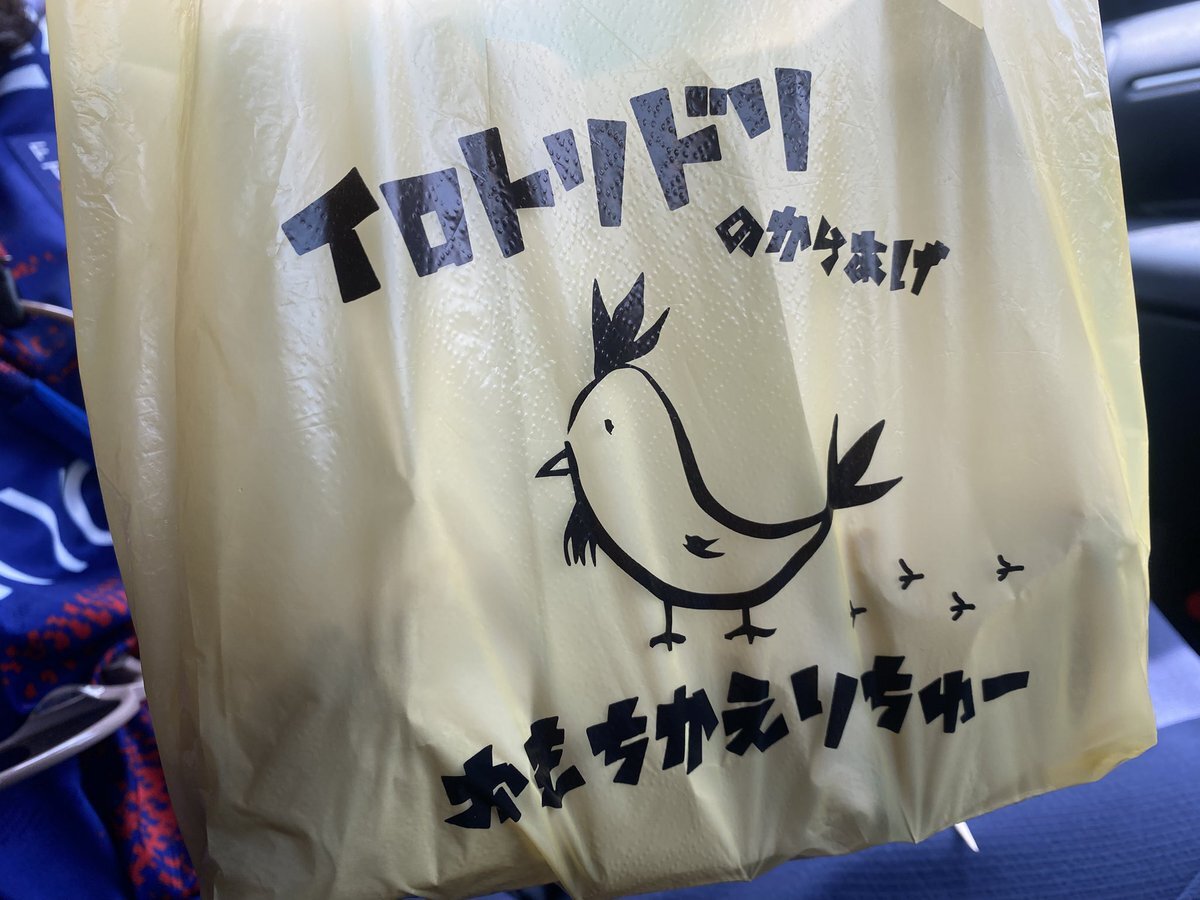 イロトリドリ
のからあげ
おもちかえりちゅー